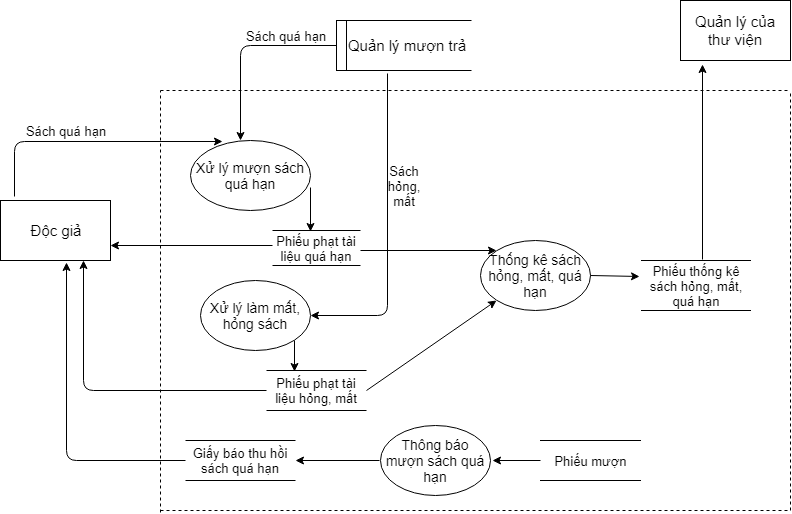 Quản lý của
thư viện
Sách quá hạn
Quản lý mượn trả
Sách quá hạn
Xử lý mượn sách
quá hạn
Sách
hỏng,
mất
Độc giả
Phiếu phạt tài
liệu quá hạn
Thống kê sách
hỏng, mất, quá
hạn
Phiếu thống kê
sách hỏng, mất,
quá hạn
Xử lý làm mất,
hỏng sách
Phiếu phạt tài
liệu hỏng, mất
Giấy báo thu hồi
sách quá hạn
Thông báo
mượn sách quá
hạn
Phiếu mượn